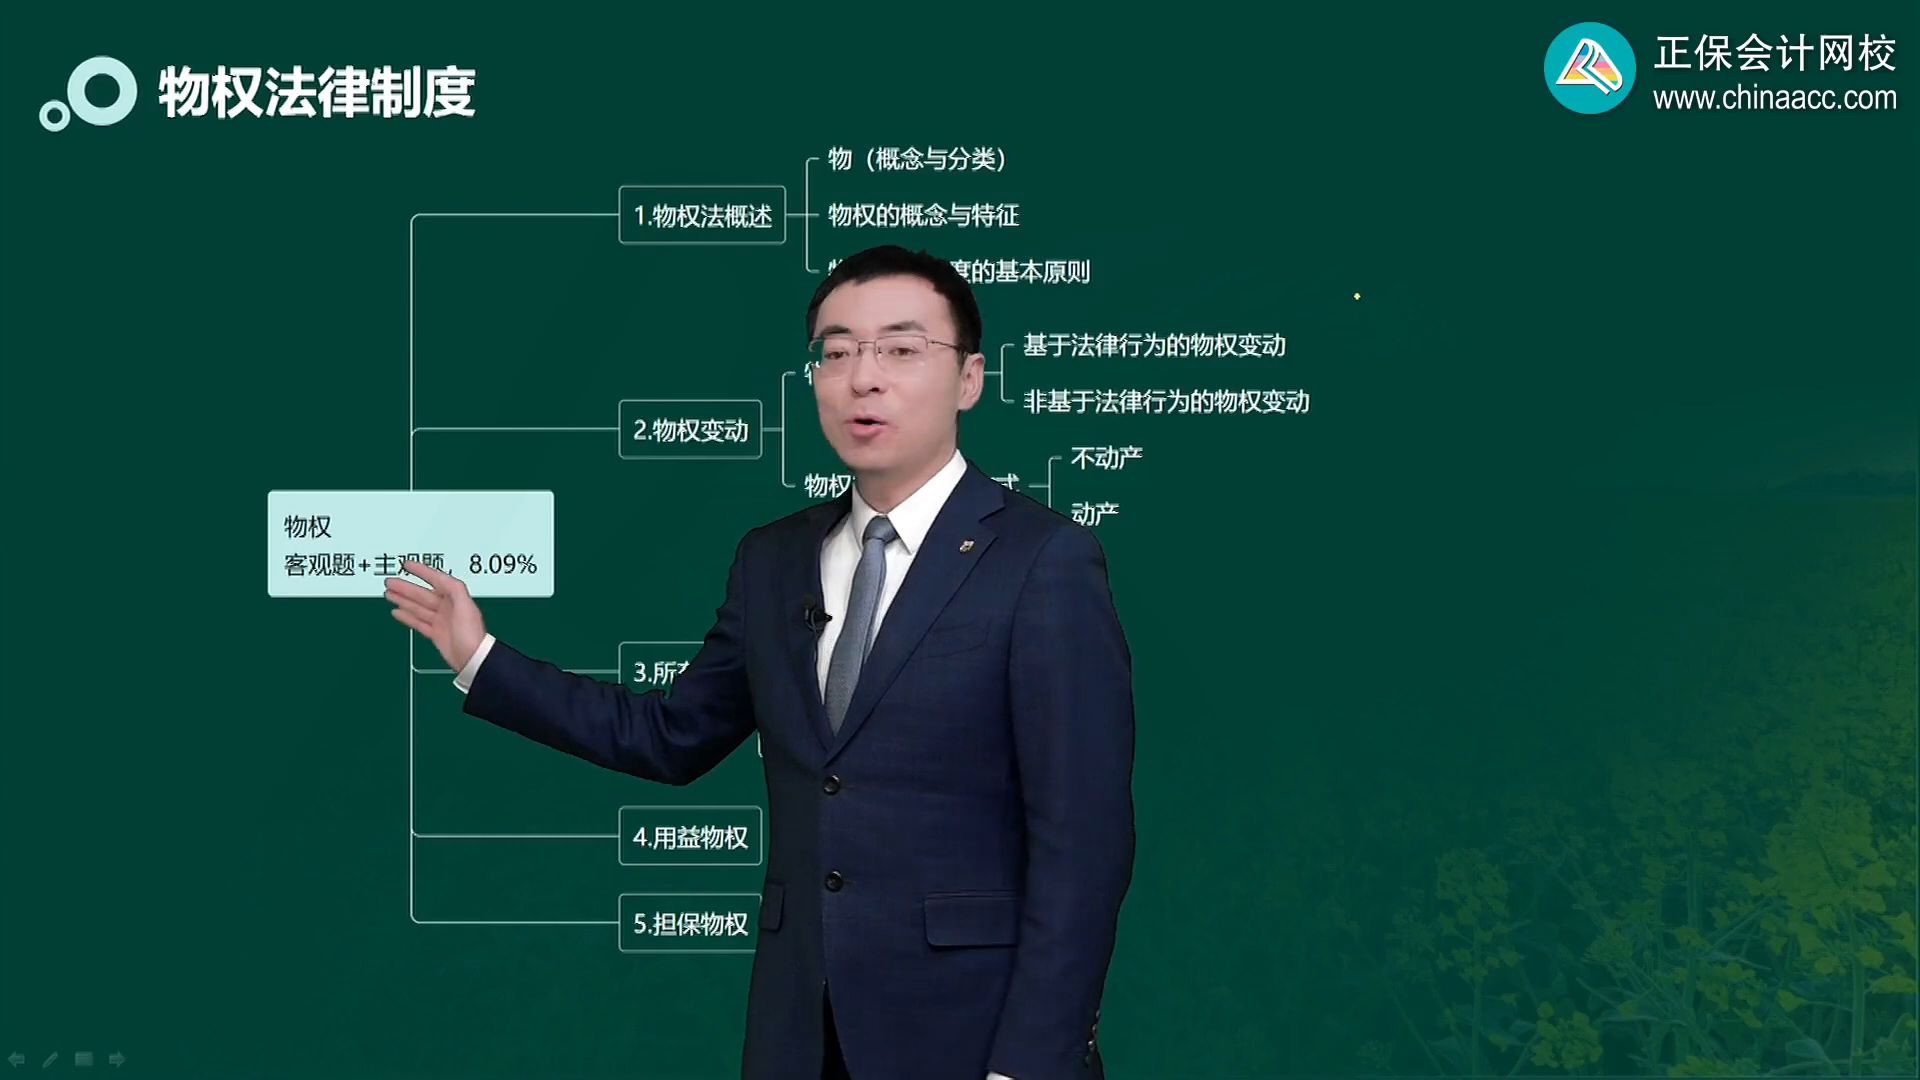 物权法律制度
正保会计网校
www.chinaacc.com
物（概念与分类）
1.物权法概述
物权的概念与特征
度的基本原则
基于法律行为的物权变动
非基于法律行为的物权变动
2.物权变动
不动产
物权
式
动产
物权
客观题+主观题，8.09%
3.所
4.用益物权
5.担保物权